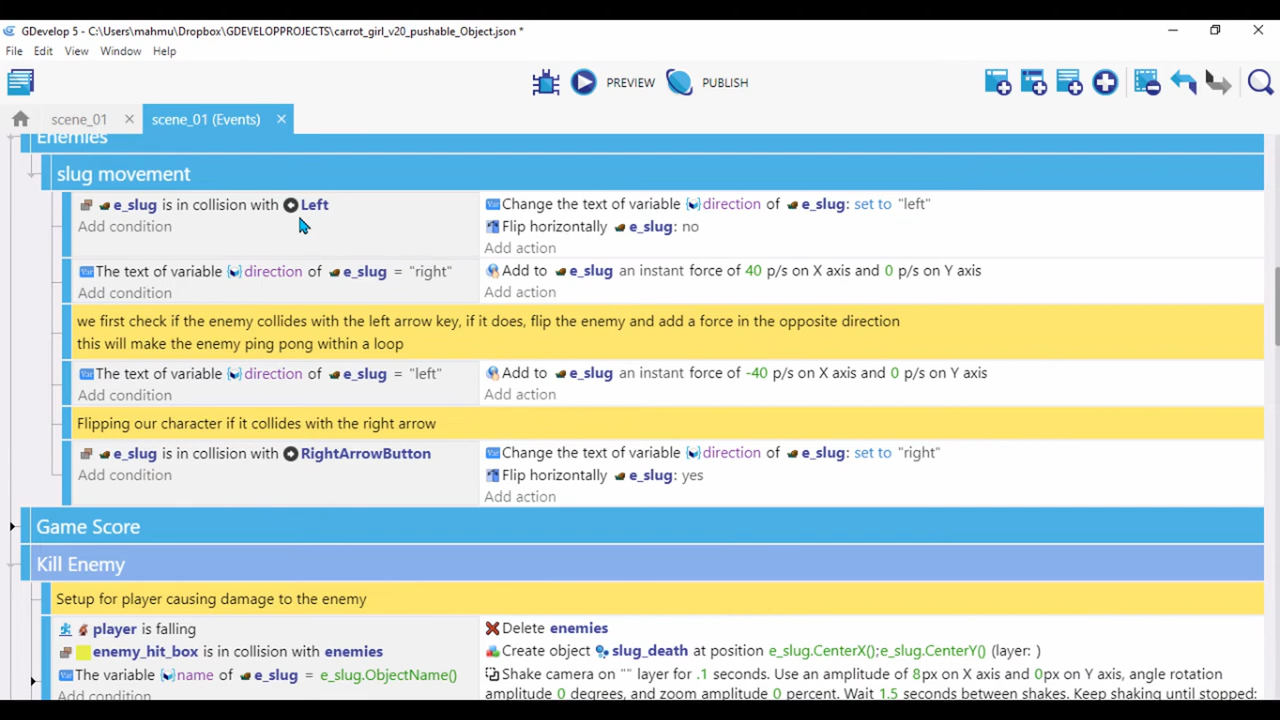 GDevelop 5 - C:\Users\mahmu\Dropbox\GDEVELOPPROJECTS\carrot_girl_v20_pushable_Object.json *
File Edit View Window Help
PREVIEW PUBLISH
scene_01 scene_01 (Events)
Enemies
slug movement
e_slug is in collision with Left
Add condition
Change the text of variable direction of e_slug: set to "left"
Flip horizontally e_slug: no
Add action
The text of variable direction of e_slug = "right"
Add condition
Add to e_slug an instant force of 40 p/s on X axis and 0 p/s on Y axis
Add action
we first check if the enemy collides with the left arrow key, if it does, flip the enemy and add a force in the opposite direction
this will make the enemy ping pong within a loop
The text of variable direction of e_slug = "left"
Add condition
Add to e_slug an instant force of -40 p/s on X axis and 0 p/s on Y axis
Add action
Flipping our character if it collides with the right arrow
e_slug is in collision with RightArrowButton
Add condition
Change the text of variable direction of e_slug: set to "right"
Flip horizontally e_slug: yes
Add action
Game Score
Kill Enemy
Setup for player causing damage to the enemy
player is falling
enemy_hit_box is in collision with enemies
The variable name of e_slug = e_slug.ObjectName()
Add condition
Delete enemies
Create object slug_death at position e_slug.CenterX();e_slug.CenterY() (layer: )
Shake camera on "" layer for .1 seconds. Use an amplitude of 8px on X axis and 0px on Y axis, angle rotation
amplitude 0 degrees, and zoom amplitude 0 percent. Wait 1.5 seconds between shakes. Keep shaking until stopped: